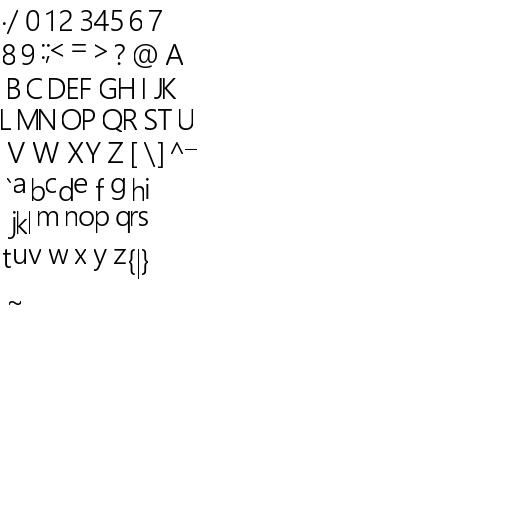 ./ 0 1 2 3 4 5 6 7
8 9 : ; < = > ? @ A
B C D E F G H I J K
L M N O P Q R S T U
V W X Y Z [ \ ] ^ _
` a b c d e f g h i
j k l m n o p q r s
t u v w x y z { | }
~